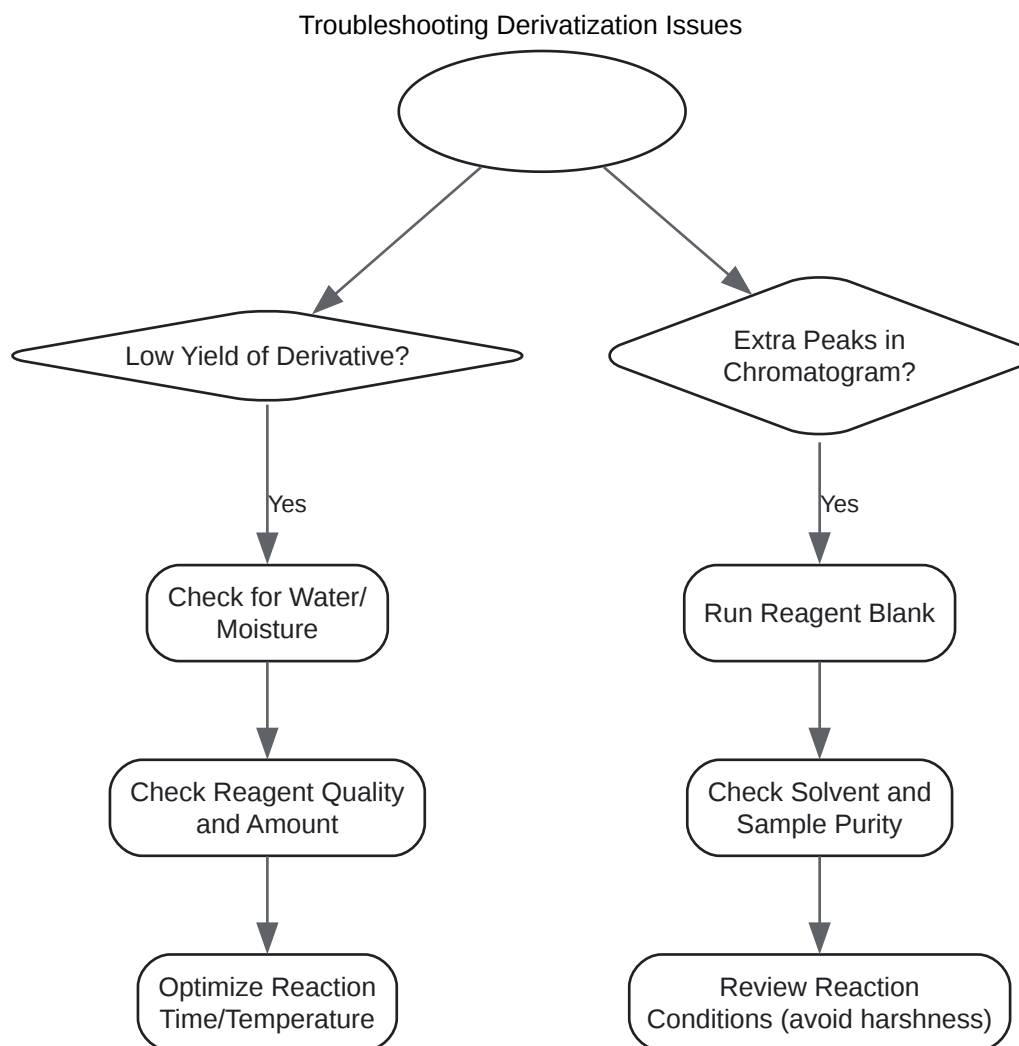 Troubleshooting Derivatization Issues
Low Yield of Derivative?
Extra Peaks in
Chromatogram?
Yes
Yes
Check for Water/
Moisture
Run Reagent Blank
Check Reagent Quality
and Amount
Check Solvent and
Sample Purity
Optimize Reaction
Time/Temperature
Review Reaction
Conditions (avoid harshness)